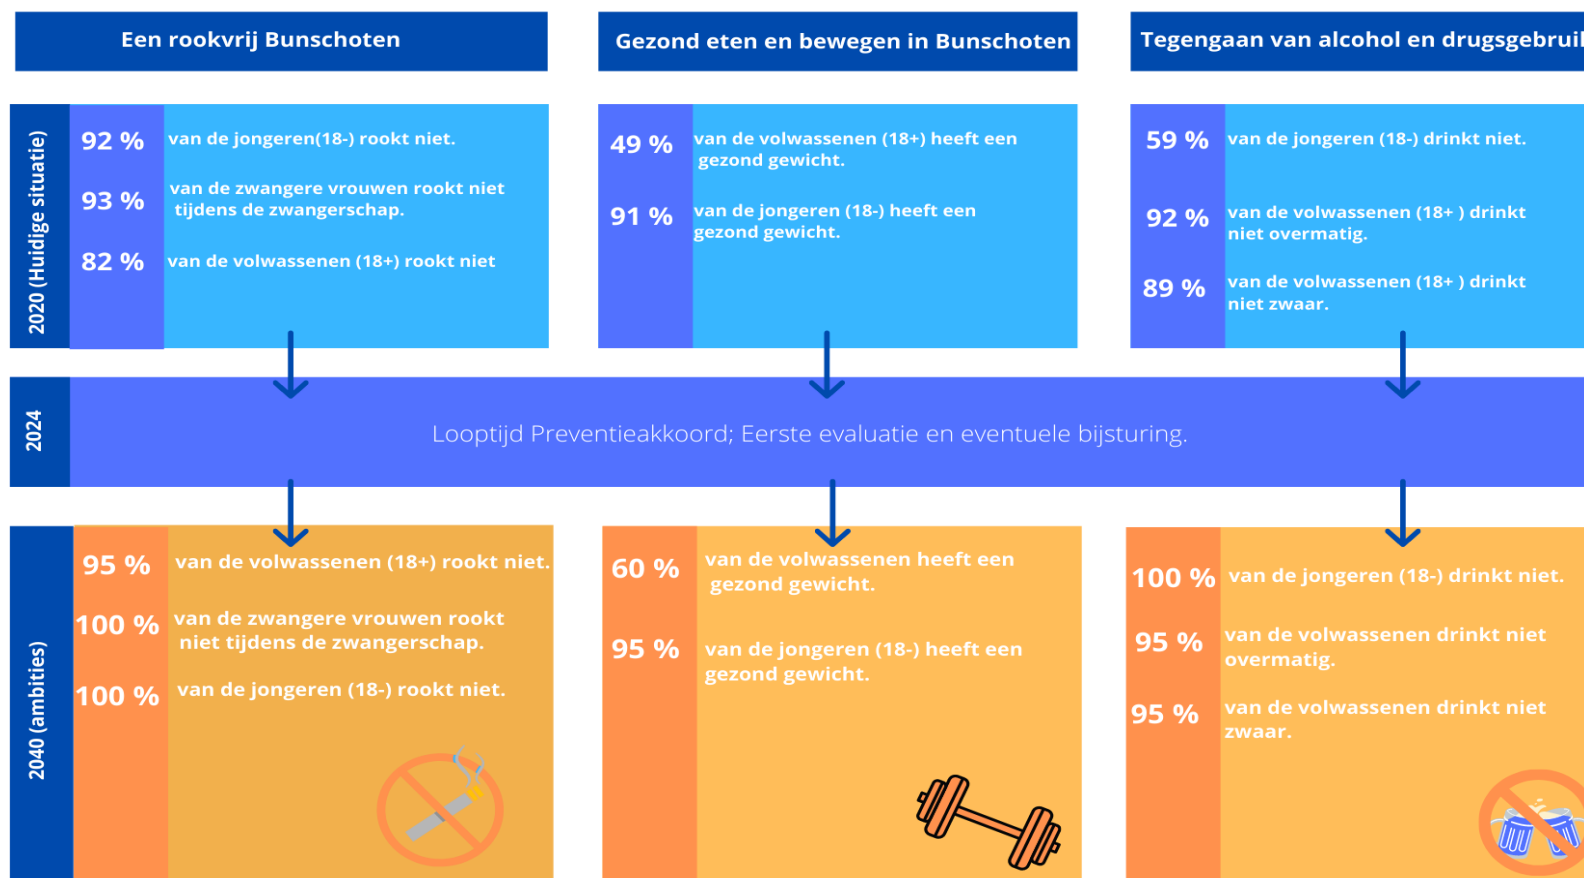 Een rookvrij Bunschoten
Gezond eten en bewegen in Bunschoten
Tegengaan van alcohol en drugsgebruik
2020 (Huidige situatie)
92 %
van de jongeren(18-) rookt niet.
93 %
van de zwangere vrouwen rookt niet
tijdens de zwangerschap.
82 %
van de volwassenen (18+) rookt niet
49 %
van de volwassenen (18+) heeft een
gezond gewicht.
91 %
van de jongeren (18-) heeft een
gezond gewicht.
59 %
van de jongeren (18-) drinkt niet.
92 %
van de volwassenen (18+ ) drinkt
niet overmatig.
89 %
van de volwassenen (18+ ) drinkt
niet zwaar.
2024
Looptijd Preventieakkoord; Eerste evaluatie en eventuele bijsturing.
2040 (ambities)
95 %
van de volwassenen (18+) rookt niet.
100 %
van de zwangere vrouwen rookt
niet tijdens de zwangerschap.
100 %
van de jongeren (18-) rookt niet.
60 %
van de volwassenen heeft een
gezond gewicht.
95 %
van de jongeren (18-) heeft een
gezond gewicht.
100 %
van de jongeren (18-) drinkt niet.
95 %
van de volwassenen drinkt niet
overmatig.
95 %
van de volwassenen drinkt niet
zwaar.